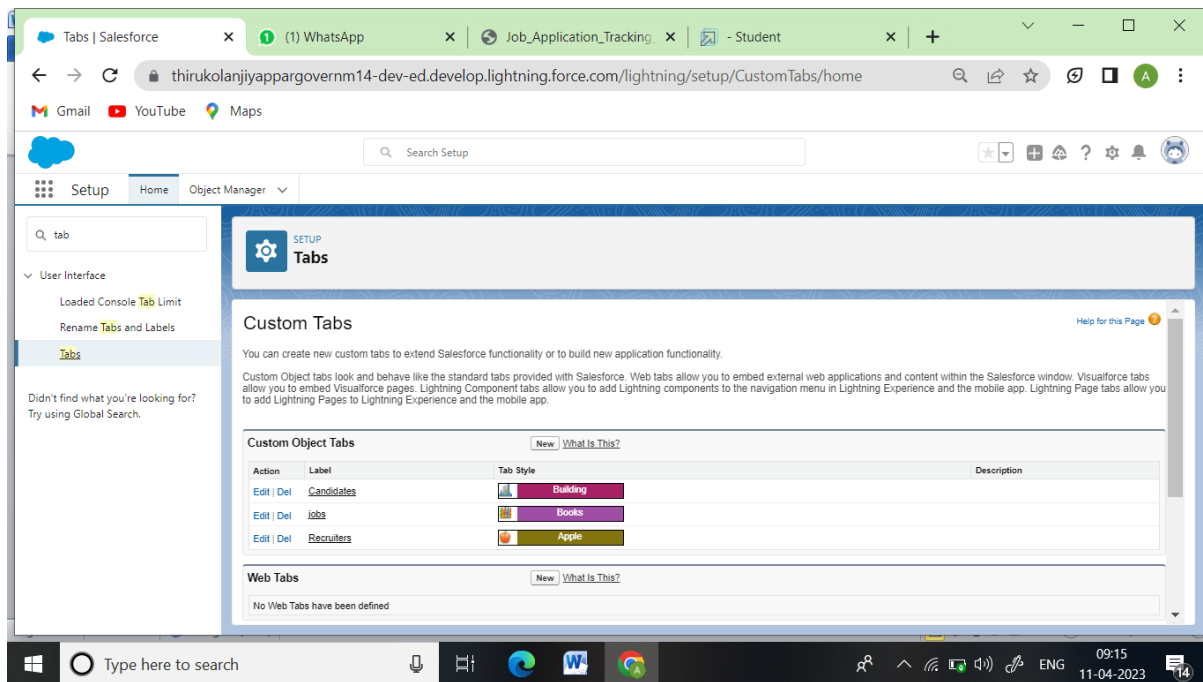 Tabs | Salesforce
1 (1) WhatsApp
Job_Application_Tracking_
- Student
thirukolanjiyappargovernm14-dev-ed.develop.lightning.force.com/lightning/setup/CustomTabs/home
A
Gmail
YouTube
Maps
Search Setup
Setup
Home
Object Manager
tab
User Interface
Loaded Console Tab Limit
Rename Tabs and Labels
Tabs
Didn't find what you're looking for?
Try using Global Search.
SETUP
Tabs
Custom Tabs
Help for this Page ?
You can create new custom tabs to extend Salesforce functionality or to build new application functionality.
Custom Object tabs look and behave like the standard tabs provided with Salesforce. Web tabs allow you to embed external web applications and content within the Salesforce window. Visualforce tabs
allow you to embed Visualforce pages. Lightning Component tabs allow you to add Lightning components to the navigation menu in Lightning Experience and the mobile app. Lightning Page tabs allow you
to add Lightning Pages to Lightning Experience and the mobile app.
Custom Object Tabs New What Is This?
Action Label Tab Style Description
Edit | Del Candidates Building
Edit | Del jobs Books
Edit | Del Recruiters Apple
Web Tabs New What Is This?
No Web Tabs have been defined
Type here to search
W
A
ENG
09:15
11-04-2023
14